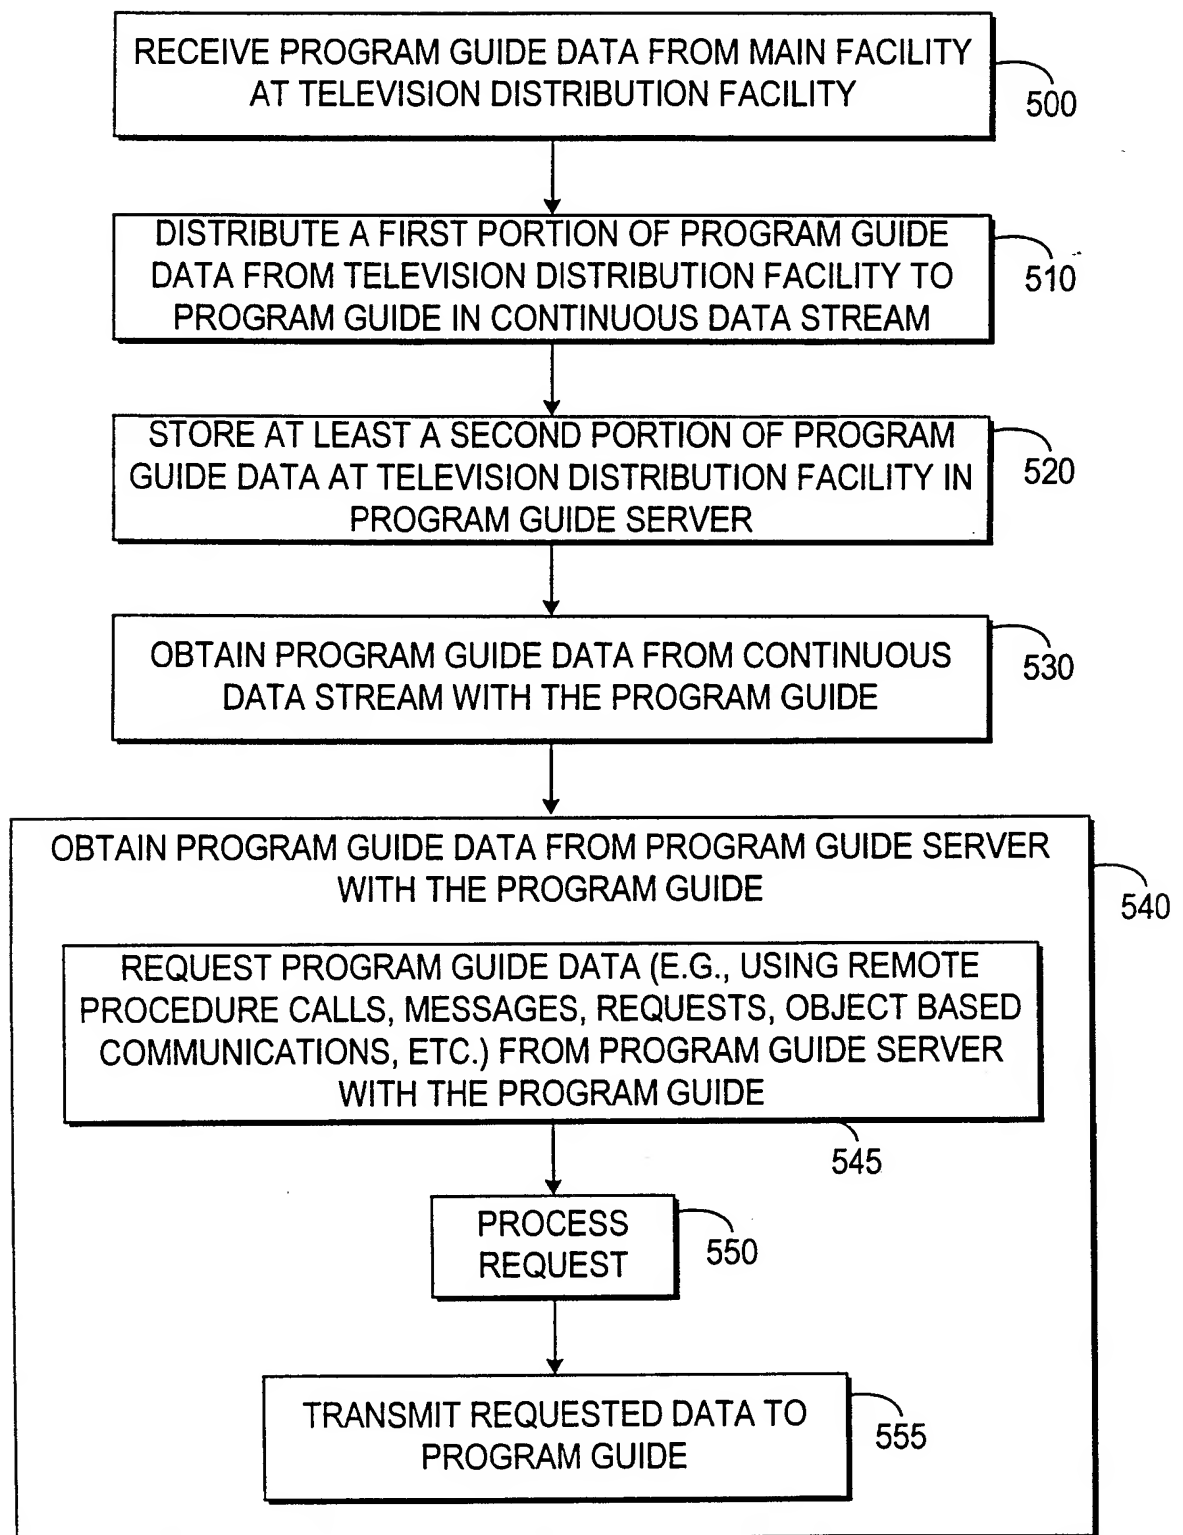 RECEIVE PROGRAM GUIDE DATA FROM MAIN FACILITY
AT TELEVISION DISTRIBUTION FACILITY
500
DISTRIBUTE A FIRST PORTION OF PROGRAM GUIDE
DATA FROM TELEVISION DISTRIBUTION FACILITY TO
PROGRAM GUIDE IN CONTINUOUS DATA STREAM
510
STORE AT LEAST A SECOND PORTION OF PROGRAM
GUIDE DATA AT TELEVISION DISTRIBUTION FACILITY IN
PROGRAM GUIDE SERVER
520
OBTAIN PROGRAM GUIDE DATA FROM CONTINUOUS
DATA STREAM WITH THE PROGRAM GUIDE
530
OBTAIN PROGRAM GUIDE DATA FROM PROGRAM GUIDE SERVER
WITH THE PROGRAM GUIDE
540
REQUEST PROGRAM GUIDE DATA (E.G., USING REMOTE
PROCEDURE CALLS, MESSAGES, REQUESTS, OBJECT BASED
COMMUNICATIONS, ETC.) FROM PROGRAM GUIDE SERVER
WITH THE PROGRAM GUIDE
545
PROCESS
REQUEST
550
TRANSMIT REQUESTED DATA TO
PROGRAM GUIDE
555